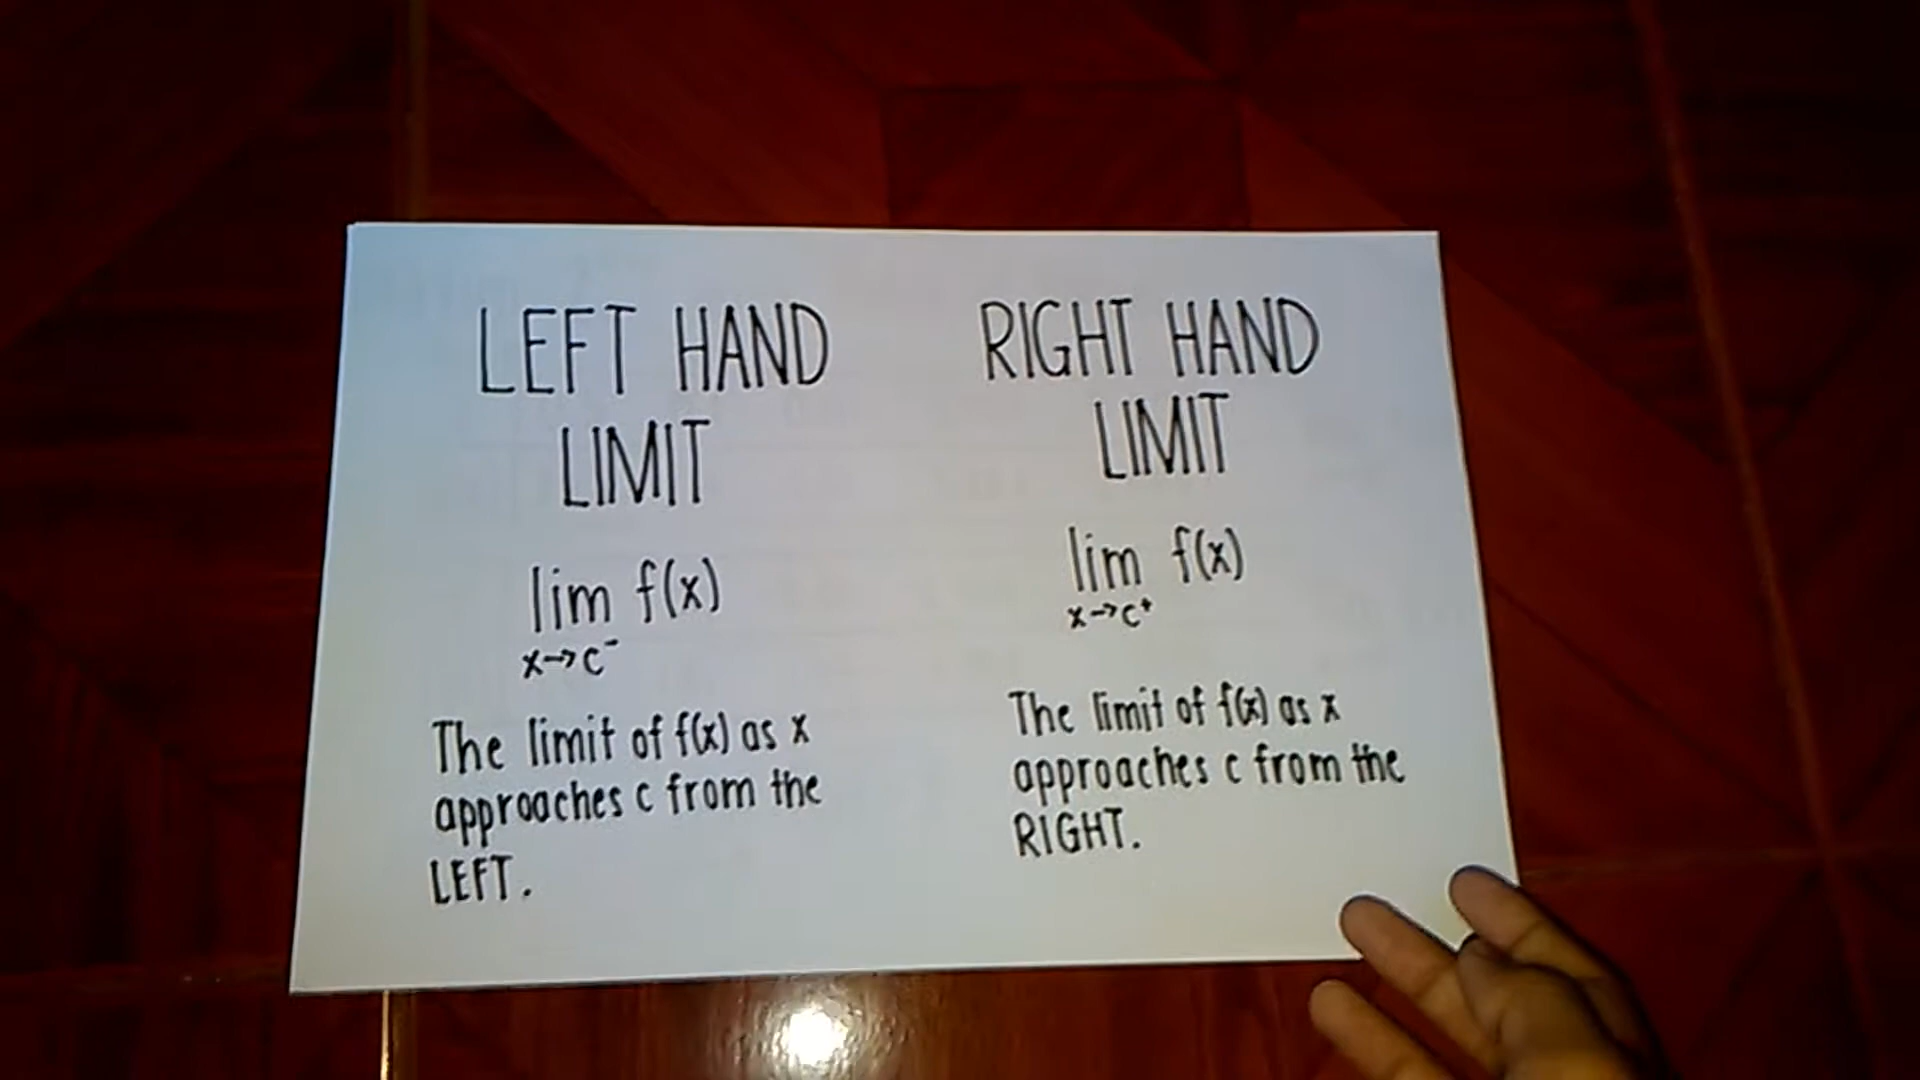 LEFT HAND
LIMIT
lim f(x)
x→c⁻
The limit of f(x) as x
approaches c from the
LEFT.
RIGHT HAND
LIMIT
lim f(x)
x→c⁺
The limit of f(x) as x
approaches c from the
RIGHT.